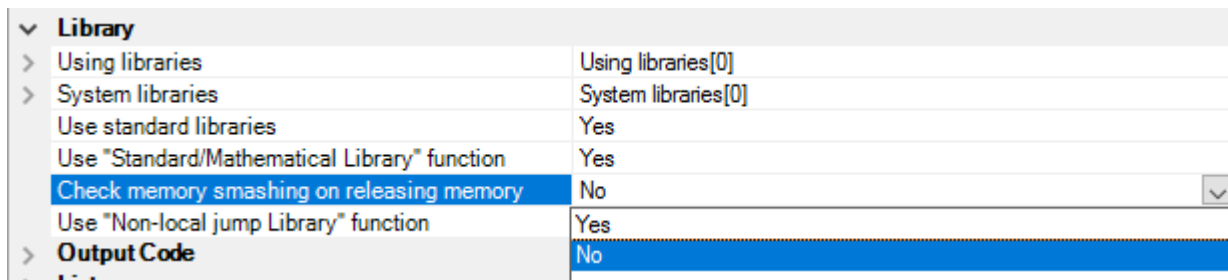 Library
Using libraries Using libraries[0]
System libraries System libraries[0]
Use standard libraries Yes
Use "Standard/Mathematical Library" function Yes
Check memory smashing on releasing memory No
Use "Non-local jump Library" function Yes
Output Code No